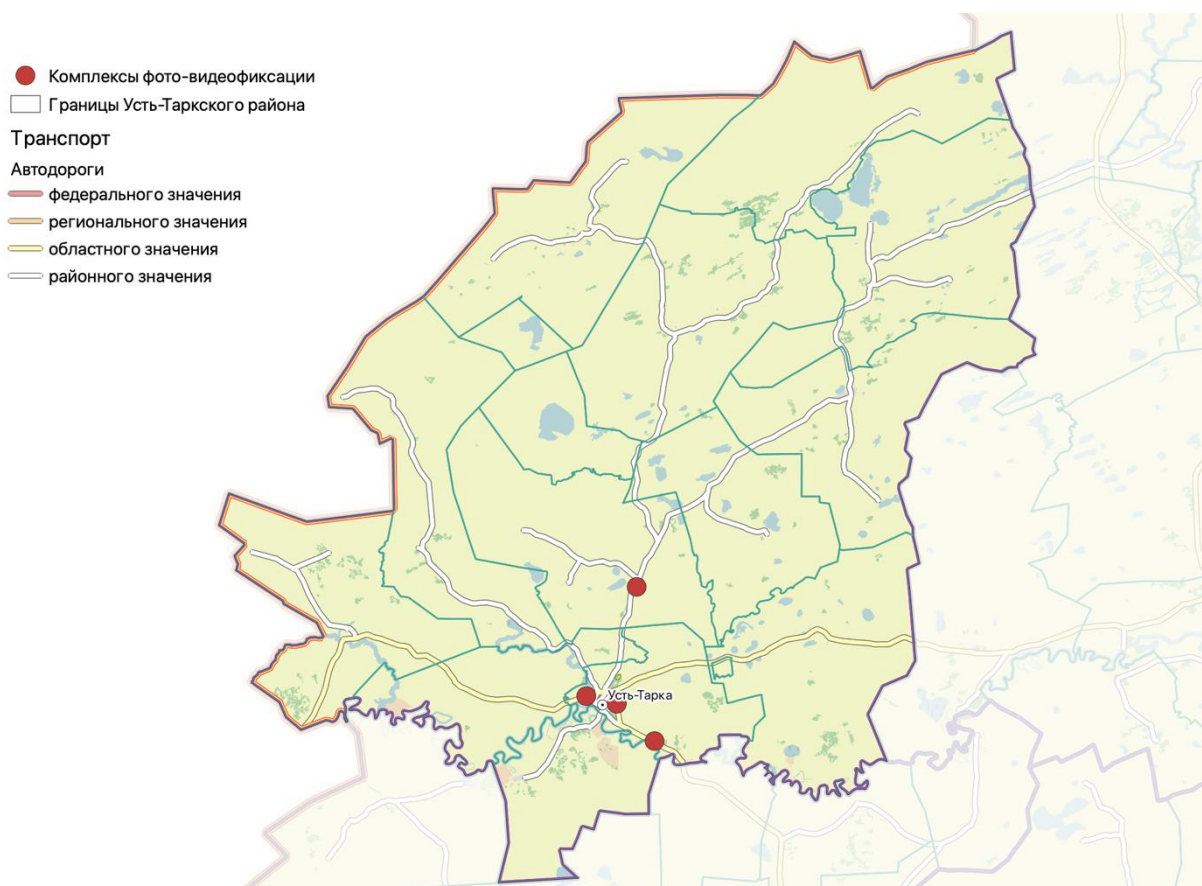 Комплексы фото-видеофиксации
Границы Усть-Таркского района
Транспорт
Автодороги
федерального значения
регионального значения
областного значения
районного значения
Усть-Тарка